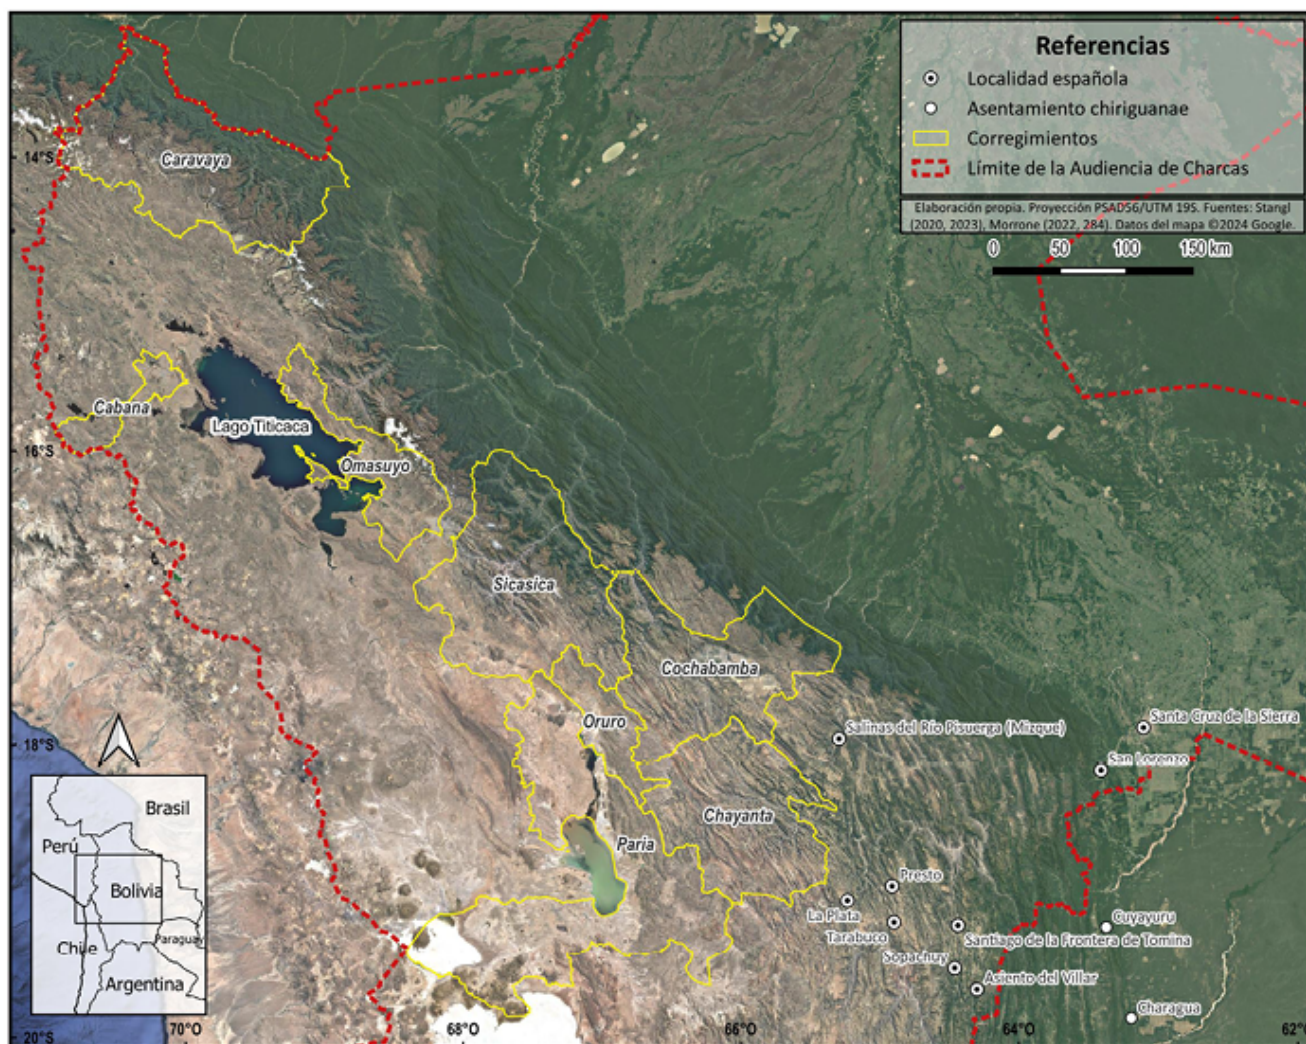 Referencias
Localidad española
Asentamiento chiriguanae
Corregimientos
Límite de la Audiencia de Charcas
Elaboración propia. Proyección PSAD56/UTM 19S. Fuentes: Stangl
(2020, 2023), Morrone (2022, 284). Datos del mapa ©2024 Google.
0 50 100 150 km
14°S
Caravaya
Cabana
Lago Titicaca
16°S
Omasuyo
Sicasica
Cochabamba
Oruro
Salinas del Río Pisuerga (Mizque)
Santa Cruz de la Sierra
18°S
San Lorenzo
Chayanta
Paria
Presto
La Plata
Tarabuco
Cuyayuru
Santiago de la Frontera de Tomina
Sopachuy
Asiento del Villar
Charagua
Brasil
Perú
Bolivia
Chile
Paraguay
Argentina
20°S
70°O
68°O
66°O
64°O
62°O